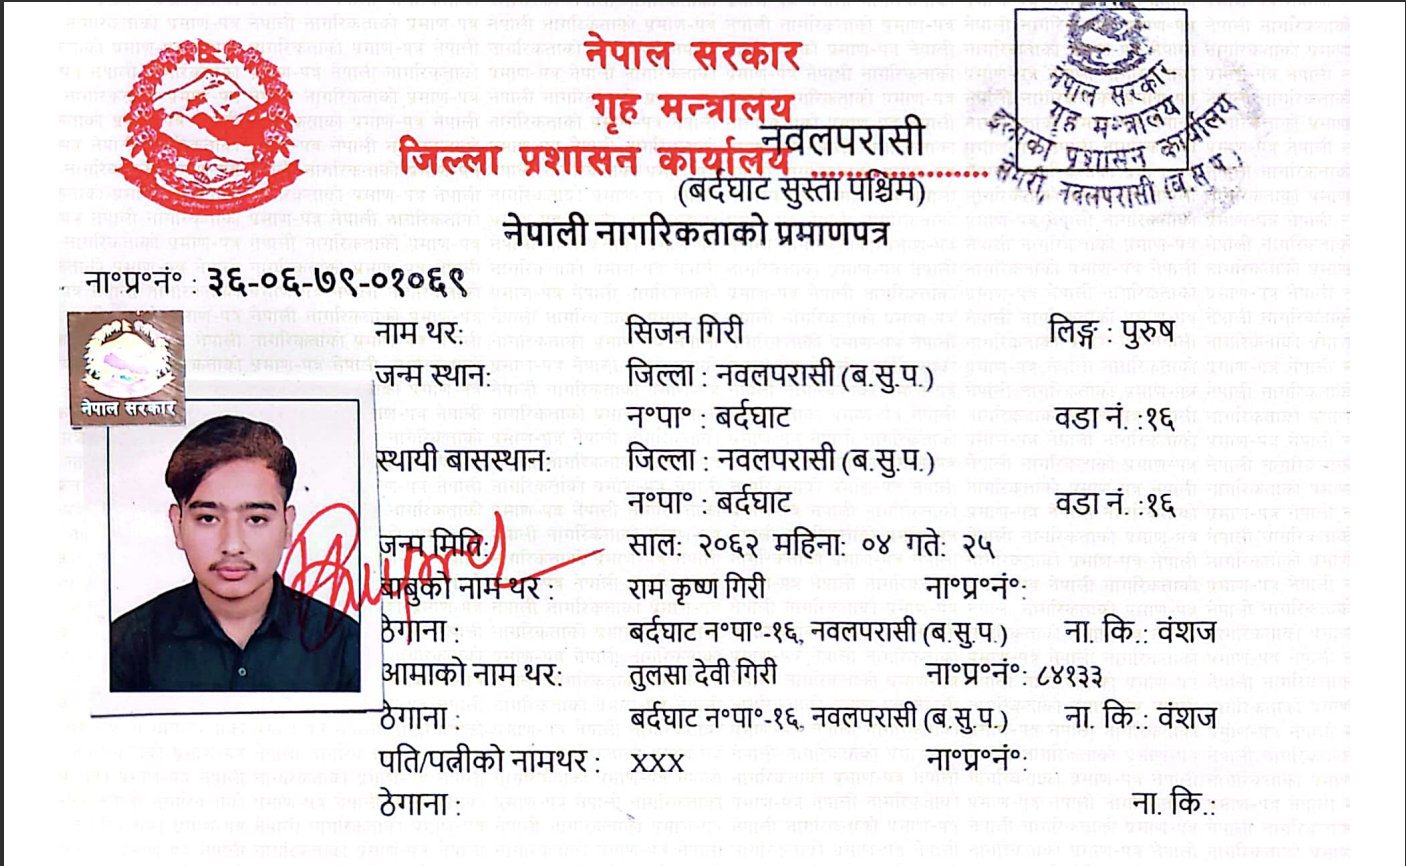 नेपाल सरकार
गृह मन्त्रालय
जिल्ला प्रशासन कार्यालय नवलपरासी
(बर्दघाट सुस्ता पश्चिम)
नेपाल सरकार
गृह मन्त्रालय
प्रशासन कार्यालय
नवलपरासी (ब.सु.प.)
नेपाली नागरिकताको प्रमाणपत्र
ना॰प्र॰नं॰ : ३६-०६-७९-०१०६९
नेपाल सरकार
नाम थर: सिजन गिरी लिङ्ग : पुरुष
जन्म स्थान: जिल्ला : नवलपरासी (ब.सु.प.)
न॰पा॰ : बर्दघाट वडा नं. :१६
स्थायी बासस्थान: जिल्ला : नवलपरासी (ब.सु.प.)
न॰पा॰ : बर्दघाट वडा नं. :१६
जन्म मिति: साल: २०६२ महिना: ०४ गते: २५
बाबुको नाम थर : राम कृष्ण गिरी ना॰प्र॰नं॰:
ठेगाना : बर्दघाट न॰पा॰-१६, नवलपरासी (ब.सु.प.) ना. कि. : वंशज
आमाको नाम थर: तुलसा देवी गिरी ना॰प्र॰नं॰ : ८४१३३
ठेगाना : बर्दघाट न॰पा॰-१६, नवलपरासी (ब.सु.प.) ना. कि. : वंशज
पति/पत्नीको नामथर : XXX ना॰प्र॰नं॰:
ठेगाना : ना कि :